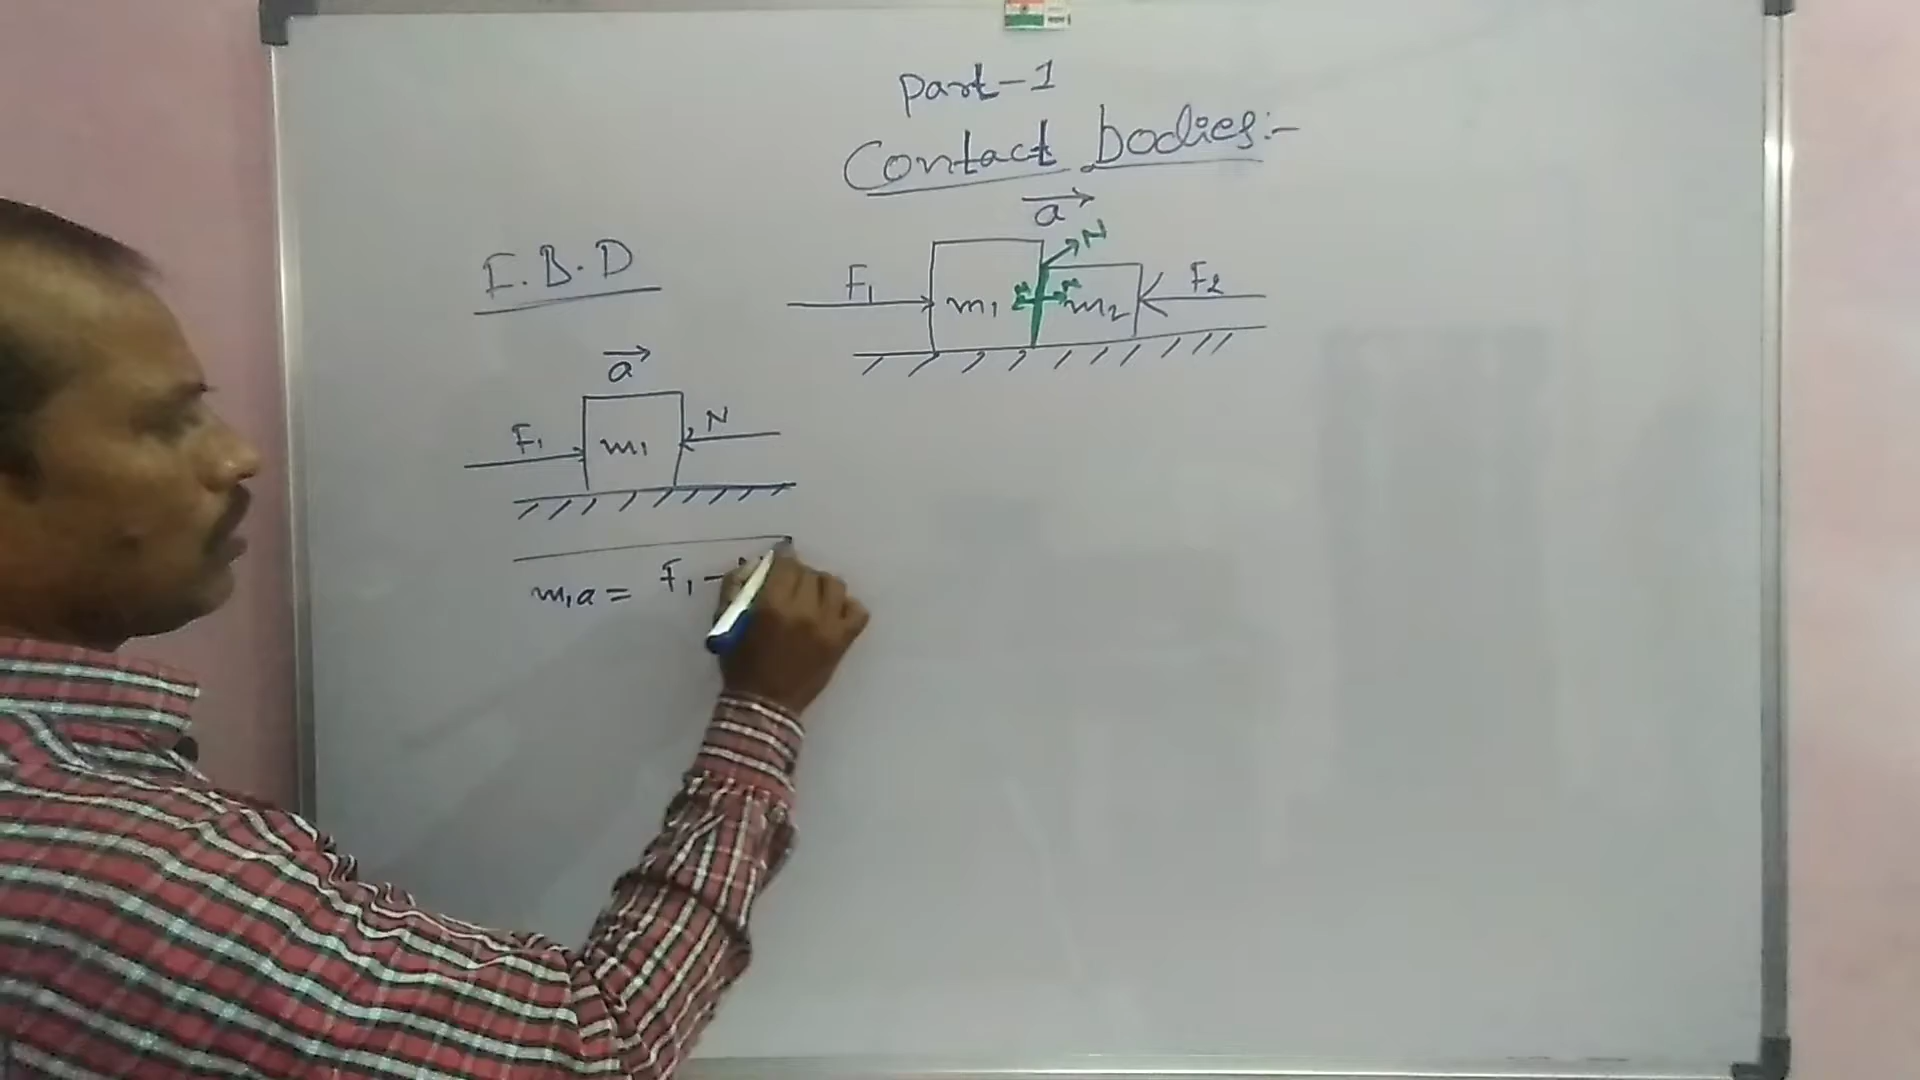 Part-1
Contact bodies:-
a
N
F.B.D
F1
m1
m2
F2
a
F1
m1
N
m1a = F1 -